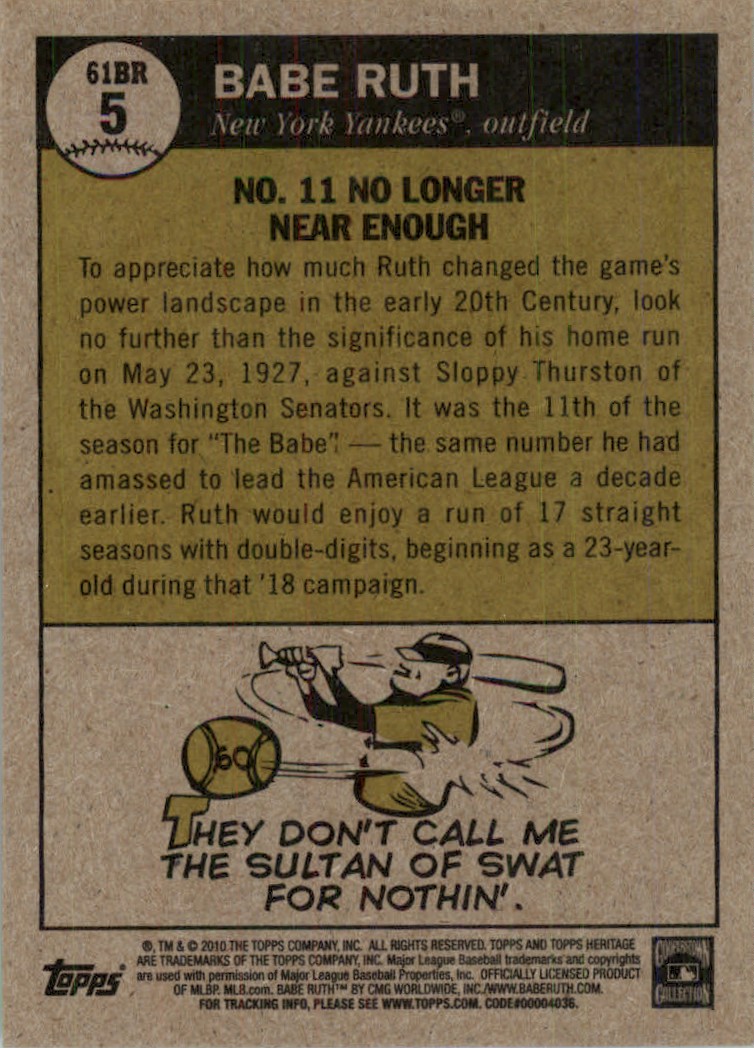 61BR
5
BABE RUTH
New York Yankees®, outfield
NO. 11 NO LONGER
NEAR ENOUGH
To appreciate how much Ruth changed the game's
power landscape in the early 20th Century, look
no further than the significance of his home run
on May 23, 1927, against Sloppy Thurston of
the Washington Senators. It was the 11th of the
season for "The Babe" — the same number he had
amassed to lead the American League a decade
earlier. Ruth would enjoy a run of 17 straight
seasons with double-digits, beginning as a 23-year-
old during that '18 campaign.
60
THEY DON'T CALL ME
THE SULTAN OF SWAT
FOR NOTHIN'.
®, TM & © 2010 THE TOPPS COMPANY, INC. ALL RIGHTS RESERVED. TOPPS AND TOPPS HERITAGE
ARE TRADEMARKS OF THE TOPPS COMPANY, INC. Major League Baseball trademarks and copyrights
are used with permission of Major League Baseball Properties, Inc. OFFICIALLY LICENSED PRODUCT
OF MLBP. MLB.com. BABE RUTH™ BY CMG WORLDWIDE, INC./WWW.BABERUTH.COM.
FOR TRACKING INFO, PLEASE SEE WWW.TOPPS.COM. CODE#00004036.
Topps®
COOPERSTOWN
COLLECTION